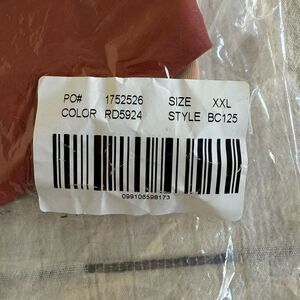 PO# 1752526 SIZE XXL
COLOR RD5924 STYLE BC125
099106598173